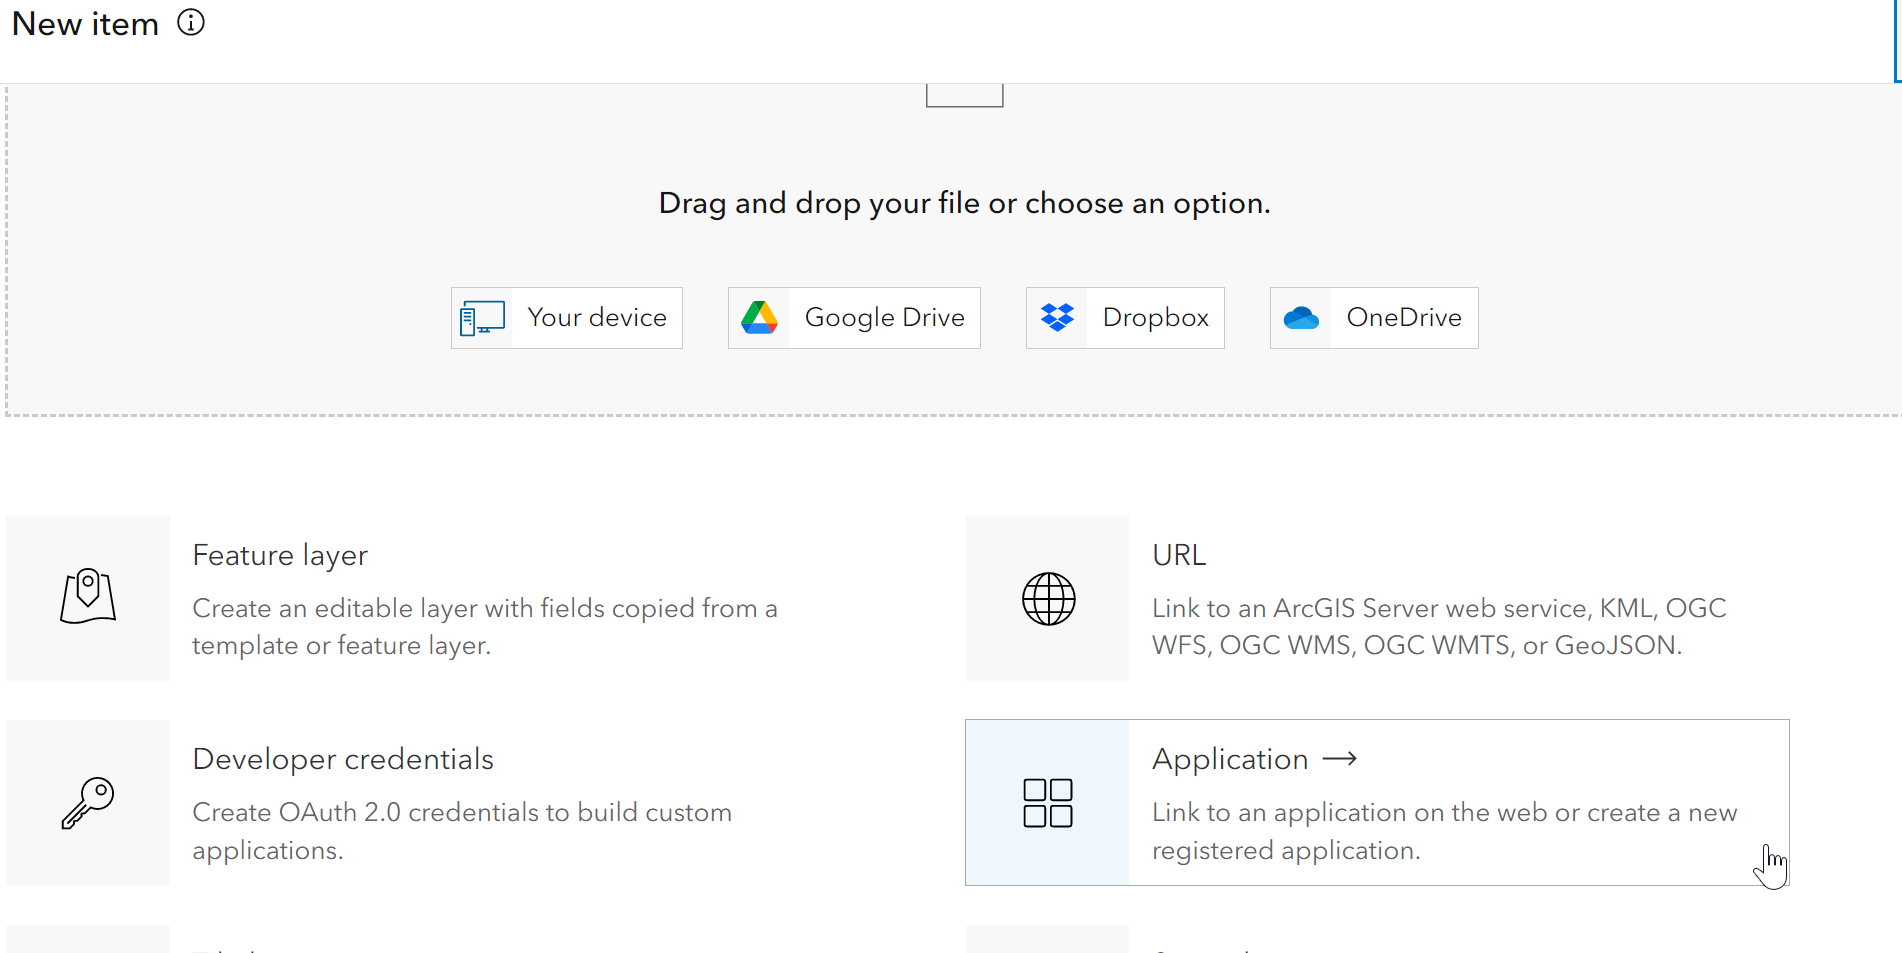 New item
Drag and drop your file or choose an option.
Your device
Google Drive
Dropbox
OneDrive
Feature layer
Create an editable layer with fields copied from a
template or feature layer.
URL
Link to an ArcGIS Server web service, KML, OGC
WFS, OGC WMS, OGC WMTS, or GeoJSON.
Developer credentials
Create OAuth 2.0 credentials to build custom
applications.
Application →
Link to an application on the web or create a new
registered application.